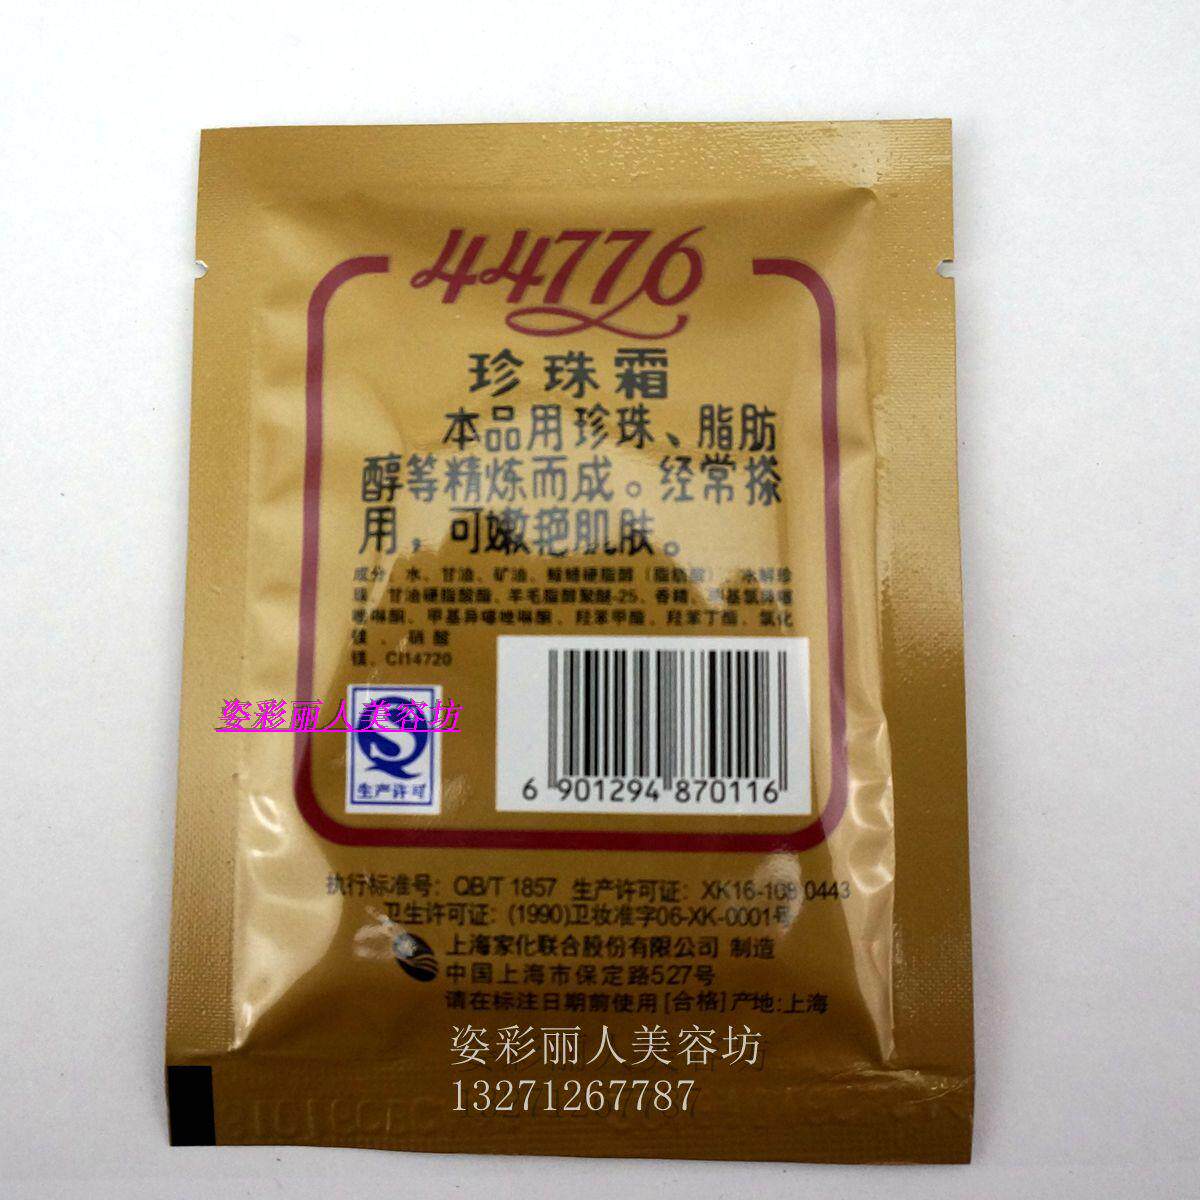 44776
珍珠霜
本品用珍珠、脂肪
醇等精炼而成。经常搽
用，可嫩艳肌肤。
成分：水、甘油、矿油、鲸蜡硬脂醇（脂肪酸）、水解珍
珠、甘油硬脂酸酯、羊毛脂醇聚醚-25、香精、甲基氯异噻
唑啉酮、甲基异噻唑啉酮、羟苯甲酯、羟苯丁酯、氯化
镁、硝酸
镁、CI14720
姿彩丽人美容坊
生产许可
6 901294 870116
执行标准号：QB/T 1857 生产许可证：XK16-108 0443
卫生许可证：(1990)卫妆准字06-XK-0001号
上海家化联合股份有限公司 制造
中国上海市保定路527号
请在标注日期前使用 [合格] 产地:上海
姿彩丽人美容坊
13271267787